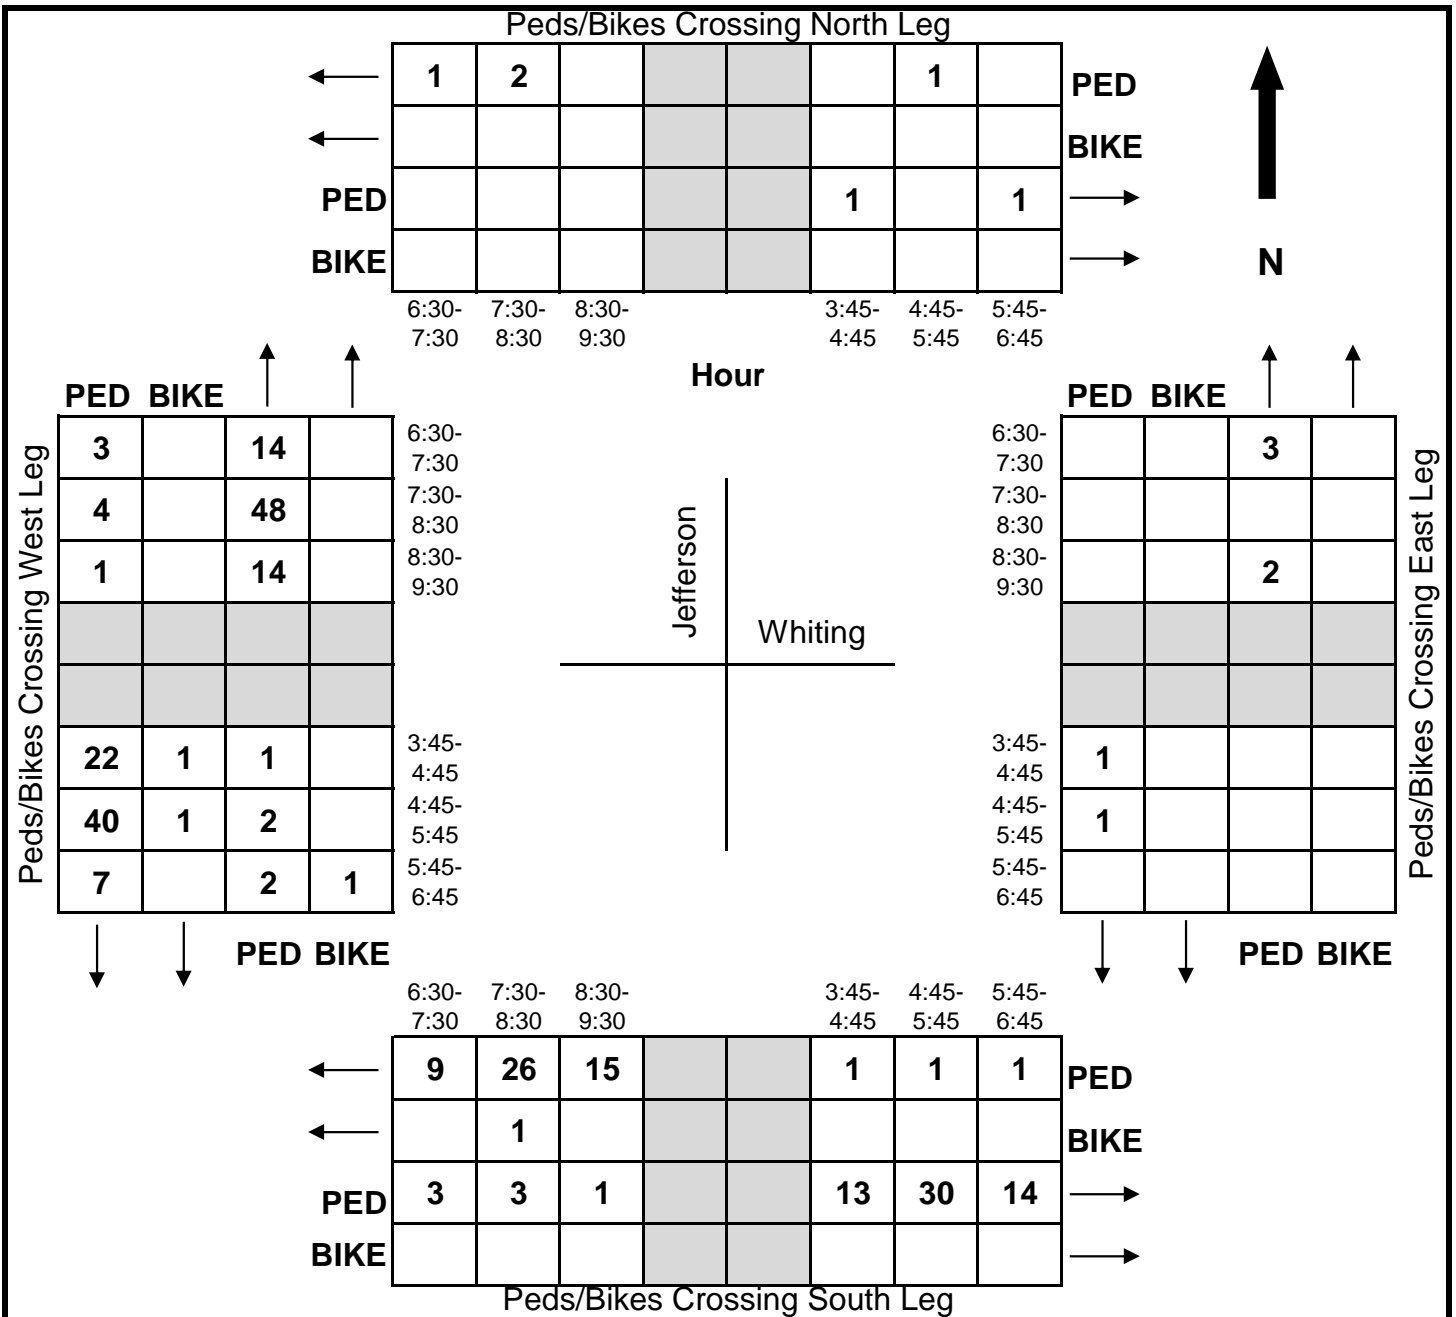 Peds/Bikes Crossing North Leg
1 2 1
PED
BIKE
PED 1 1
BIKE
N
6:30- 7:30- 8:30- 3:45- 4:45- 5:45-
7:30 8:30 9:30 4:45 5:45 6:45
Hour
Peds/Bikes Crossing West Leg
PED BIKE
3 14 6:30-
7:30
4 48 7:30-
8:30
1 14 8:30-
9:30
22 1 1 3:45-
4:45
40 1 2 4:45-
5:45
7 2 1 5:45-
6:45
PED BIKE
Jefferson
Whiting
PED BIKE
6:30- 3
7:30
7:30-
8:30
8:30- 2
9:30
3:45- 1
4:45
4:45- 1
5:45
5:45-
6:45
PED BIKE
Peds/Bikes Crossing East Leg
6:30- 7:30- 8:30- 3:45- 4:45- 5:45-
7:30 8:30 9:30 4:45 5:45 6:45
9 26 15 1 1 1 PED
1 BIKE
PED 3 3 1 13 30 14
BIKE
Peds/Bikes Crossing South Leg